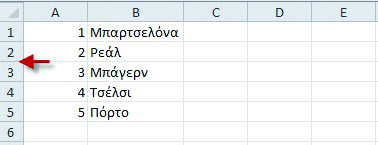 A B C D E
1 1 Μπαρτσελόνα
2 2 Ρεάλ
3 3 Μπάγερν
4 4 Τσέλσι
5 5 Πόρτο
6